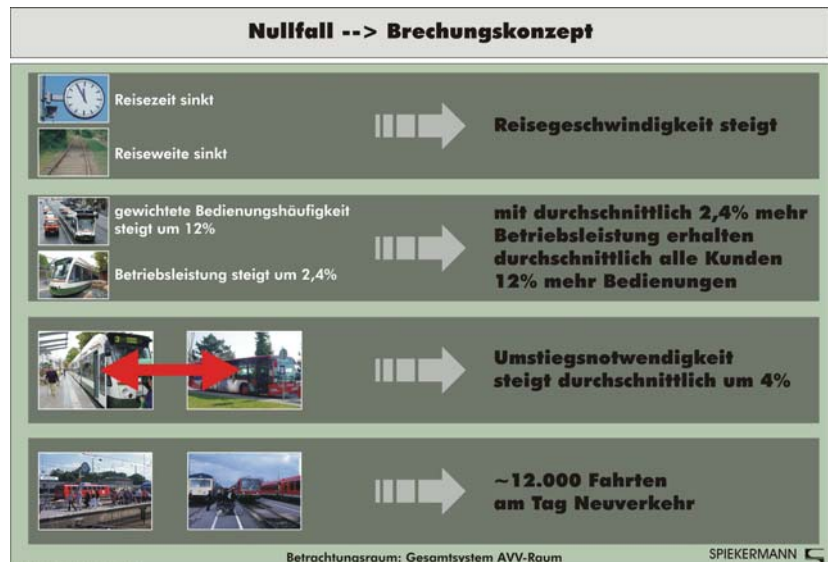 Nullfall --> Brechungskonzept
Reisezeit sinkt
Reiseweite sinkt
Reisegeschwindigkeit steigt
gewichtete Bedienungshäufigkeit
steigt um 12%
Betriebsleistung steigt um 2,4%
mit durchschnittlich 2,4% mehr
Betriebsleistung erhalten
durchschnittlich alle Kunden
12% mehr Bedienungen
Umstiegsnotwendigkeit
steigt durchschnittlich um 4%
~12.000 Fahrten
am Tag Neuverkehr
Betrachtungsraum: Gesamtsystem AVV-Raum
SPIEKERMANN